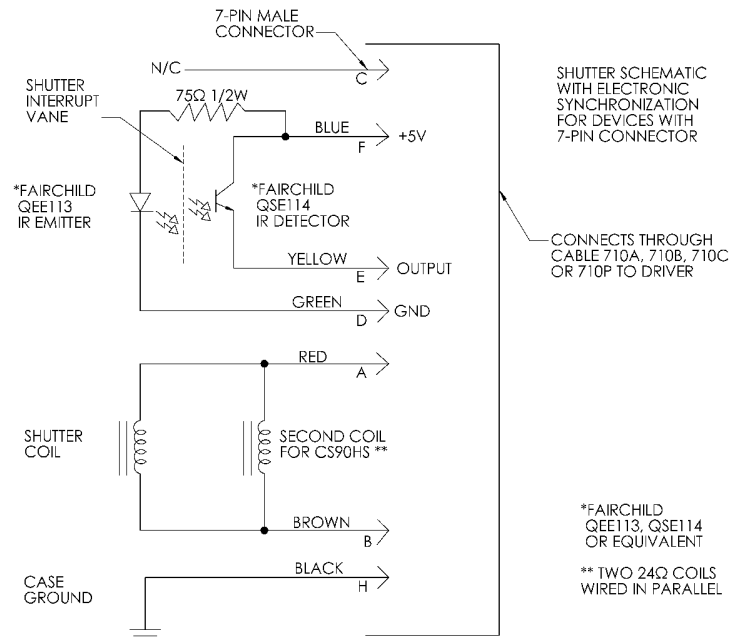 7-PIN MALE
CONNECTOR
N/C
C
SHUTTER
INTERRUPT
VANE
75Ω 1/2W
BLUE
F
+5V
SHUTTER SCHEMATIC
WITH ELECTRONIC
SYNCHRONIZATION
FOR DEVICES WITH
7-PIN CONNECTOR
*FAIRCHILD
QEE113
IR EMITTER
*FAIRCHILD
QSE114
IR DETECTOR
YELLOW
E
OUTPUT
CONNECTS THROUGH
CABLE 710A, 710B, 710C
OR 710P TO DRIVER
GREEN
D
GND
RED
A
SHUTTER
COIL
SECOND COIL
FOR CS90HS **
BROWN
B
*FAIRCHILD
QEE113, QSE114
OR EQUIVALENT
BLACK
H
CASE
GROUND
** TWO 24Ω COILS
WIRED IN PARALLEL